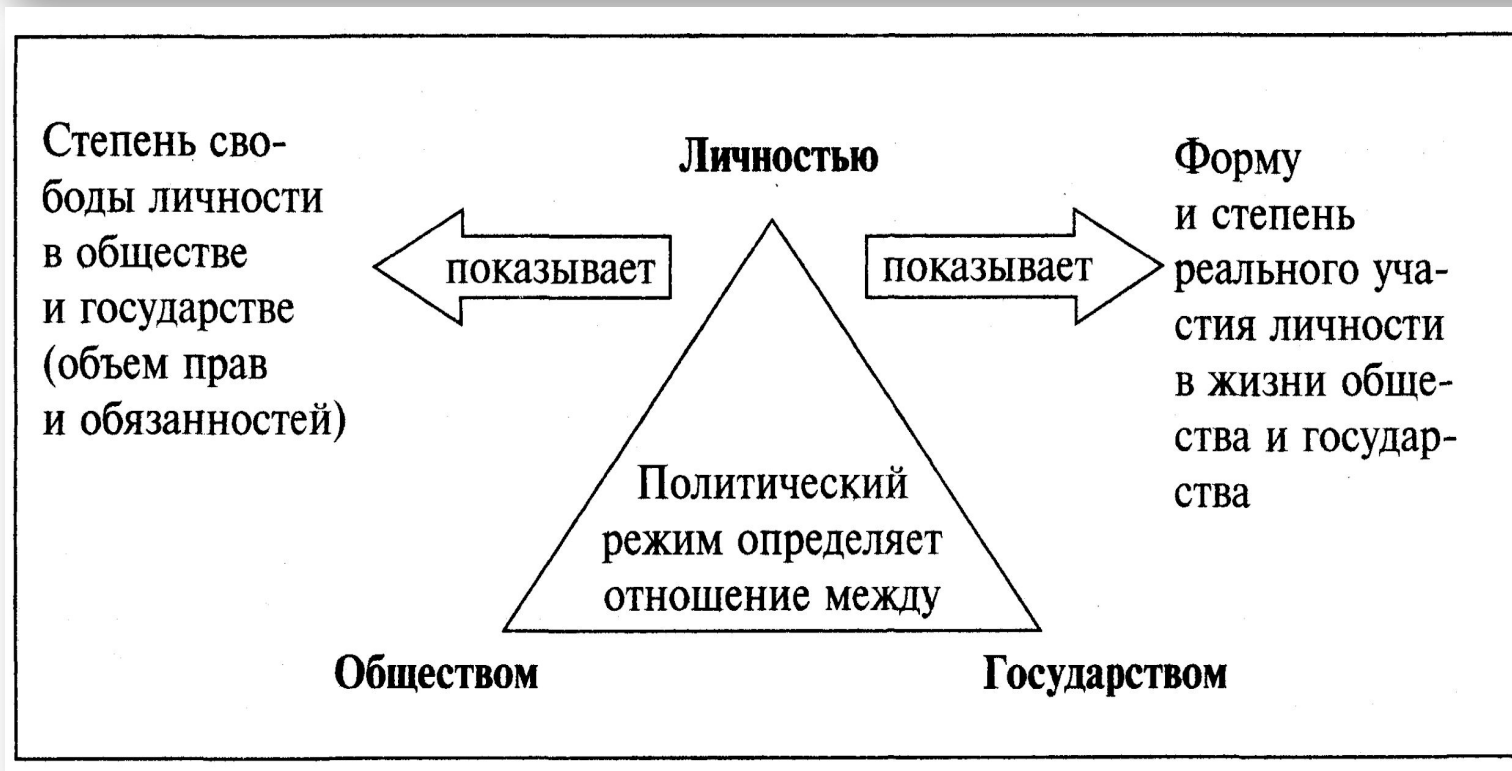 Степень сво-
боды личности
в обществе
и государстве
(объем прав
и обязанностей)
показывает
Личностью
показывает
Форму
и степень
реального уча-
стия личности
в жизни обще-
ства и государ-
ства
Политический
режим определяет
отношение между
Обществом
Государством